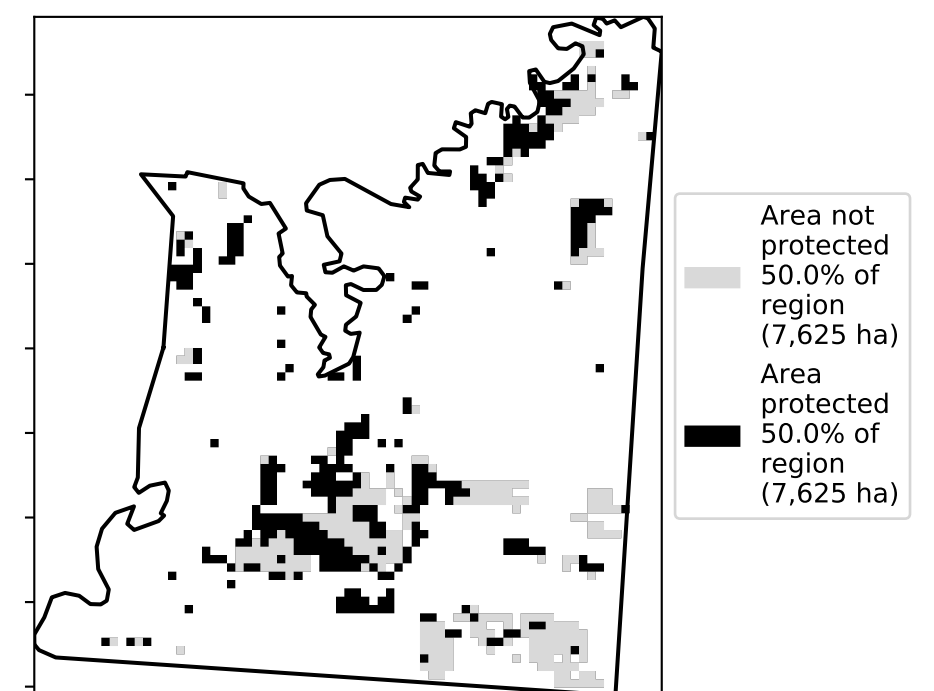 Area not
protected
50.0% of
region
(7,625 ha)
Area
protected
50.0% of
region
(7,625 ha)